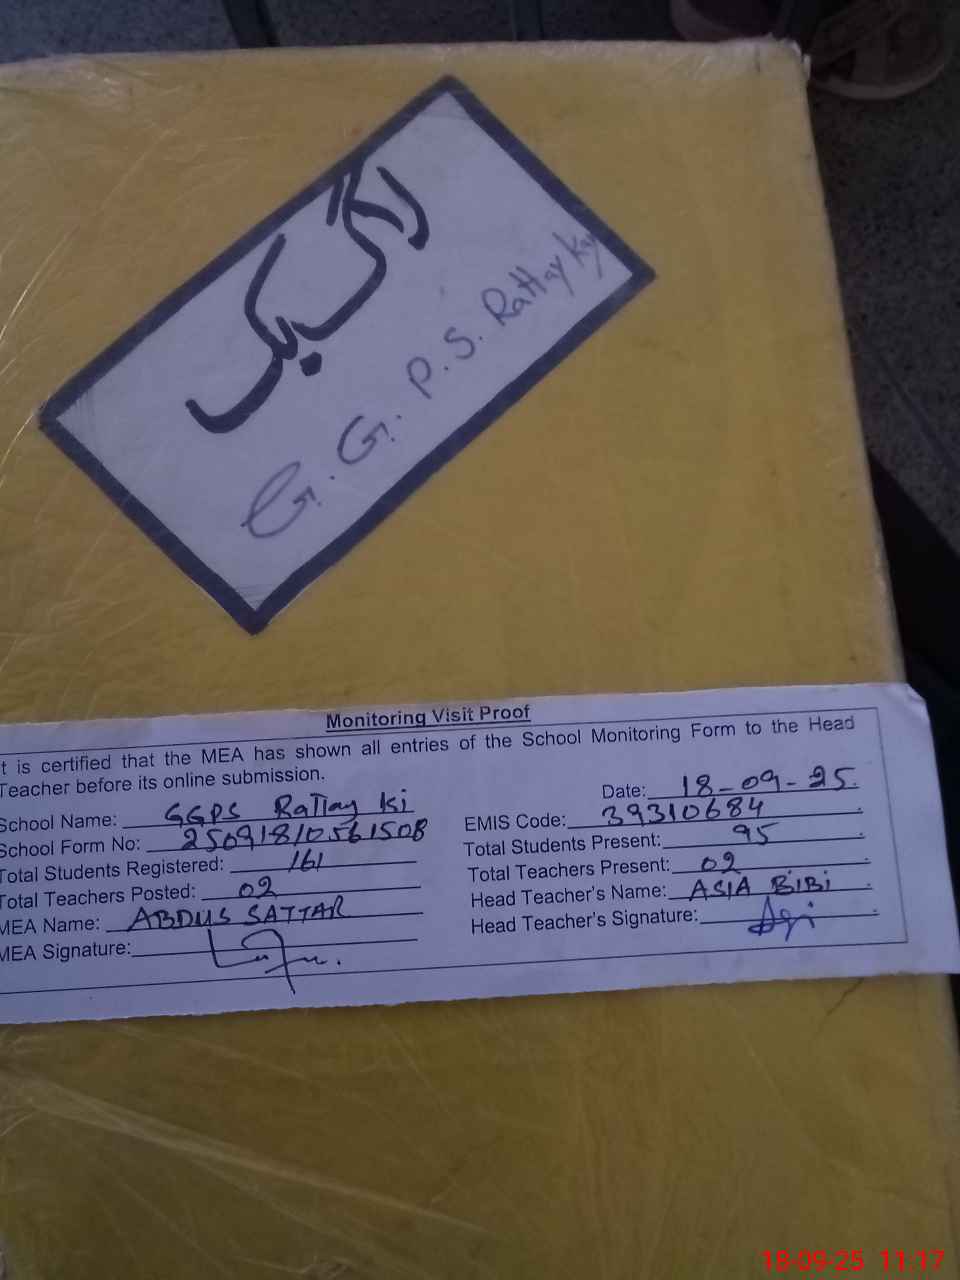 لاگ بک
G.G.P.S. Rattay Ky
Monitoring Visit Proof
t is certified that the MEA has shown all entries of the School Monitoring Form to the Head
Teacher before its online submission.
Date: 18-09-25.
School Name: GGPS Rattay Ki
EMIS Code: 39310684
School Form No: 25091810561508
Total Students Present: 95
Total Students Registered: 161
Total Teachers Present: 02
Total Teachers Posted: 02
Head Teacher's Name: ASIA BIBI
MEA Name: ABDUS SATTAR
Head Teacher's Signature:
MEA Signature:
18-09-25 11:17